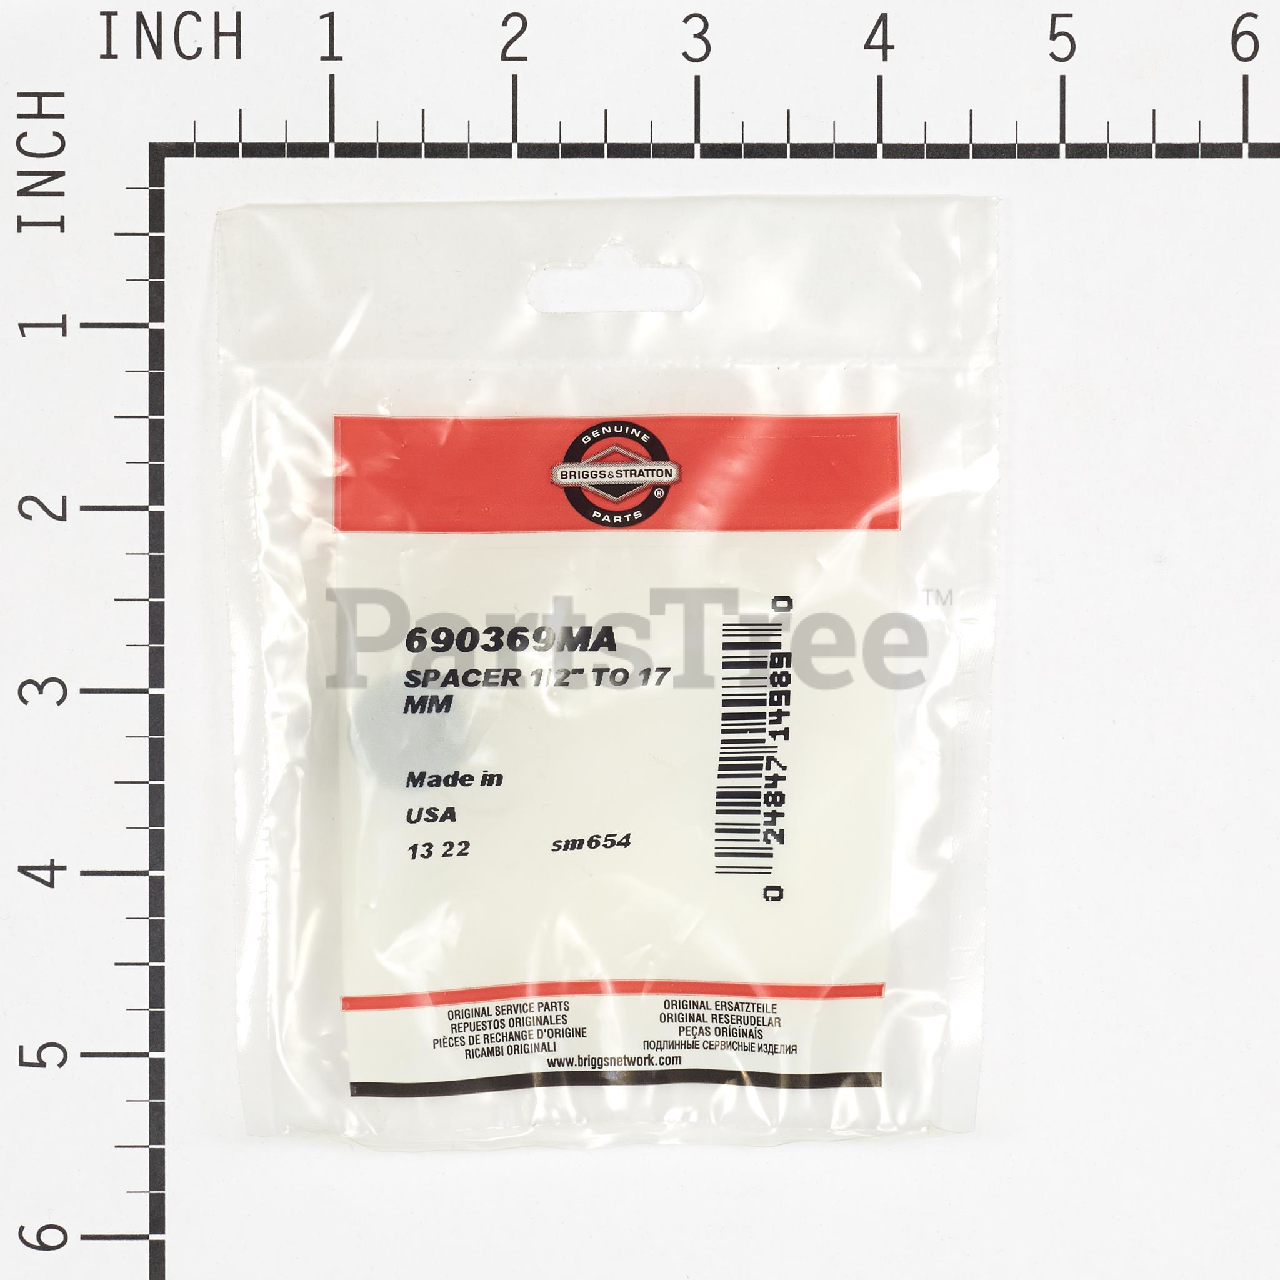 INCH 1 2 3 4 5 6
INCH
1
2
3
4
5
6
GENUINE
BRIGGS&STRATTON
®
PARTS
PartsTree™
690369MA
SPACER 1/2" TO 17
MM
Made in
USA
13 22 sm654
0 24847 14989 0
ORIGINAL SERVICE PARTS
REPUESTOS ORIGINALES
PIÈCES DE RECHANGE D'ORIGINE
RICAMBI ORIGINALI
ORIGINAL ERSATZTEILE
ORIGINAL RESERUDELAR
PEÇAS ORIGINAIS
ПОДЛИННЫЕ СЕРВИСНЫЕ ИЗДЕЛИЯ
www.briggsnetwork.com